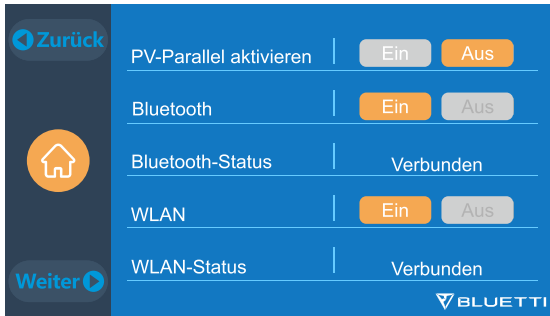 Zurück
PV-Parallel aktivieren Ein Aus
Bluetooth Ein Aus
Bluetooth-Status Verbunden
WLAN Ein Aus
WLAN-Status Verbunden
Weiter
BLUETTI